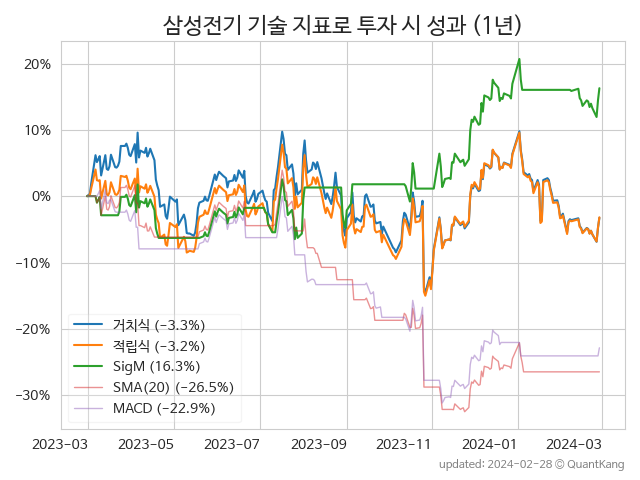 삼성전기 기술 지표로 투자 시 성과 (1년)
20%
10%
0%
−10%
−20%
−30%
거치식 (−3.3%)
적립식 (−3.2%)
SigM (16.3%)
SMA(20) (−26.5%)
MACD (−22.9%)
2023-03
2023-05
2023-07
2023-09
2023-11
2024-01
2024-03
updated: 2024-02-28 ⓒ QuantKang